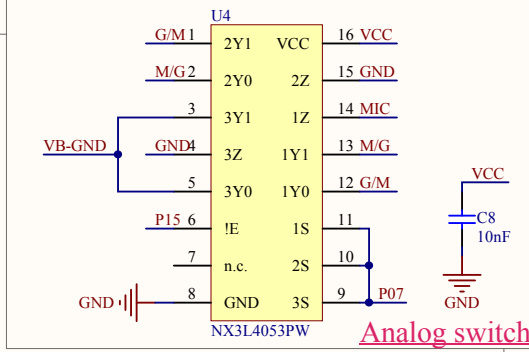 U4
G/M 1 2Y1 VCC 16 VCC
M/G 2 2Y0 2Z 15 GND
3 3Y1 1Z 14 MIC
VB-GND GND 4 3Z 1Y1 13 M/G
5 3Y0 1Y0 12 G/M
P15 6 !E 1S 11
7 n.c. 2S 10
GND 8 GND 3S 9 P07
NX3L4053PW
VCC
C8
10nF
GND
Analog switch